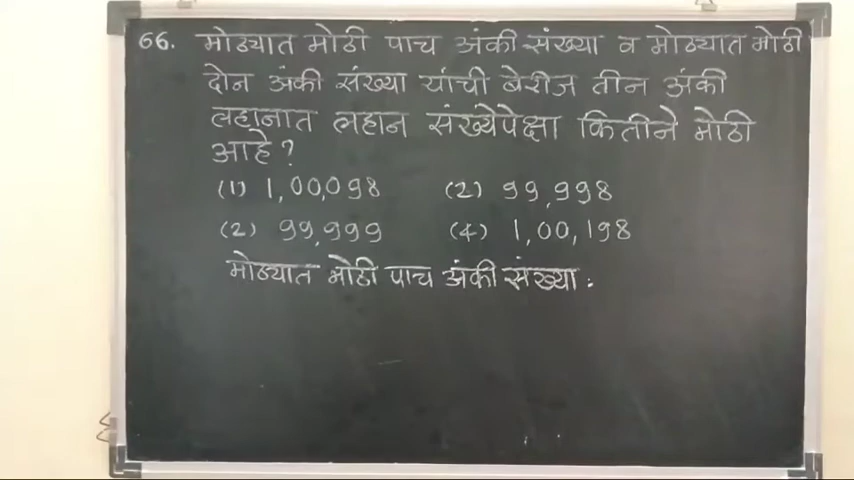 66. मोठ्यात मोठी पाच अंकी संख्या व मोठ्यात मोठी
दोन अंकी संख्या यांची बेरीज तीन अंकी
लहानात लहान संख्येपेक्षा कितीने मोठी
आहे?
(1) 1,00,098 (2) 99,998
(2) 99,999 (4) 1,00,198
मोठ्यात मोठी पाच अंकी संख्या :